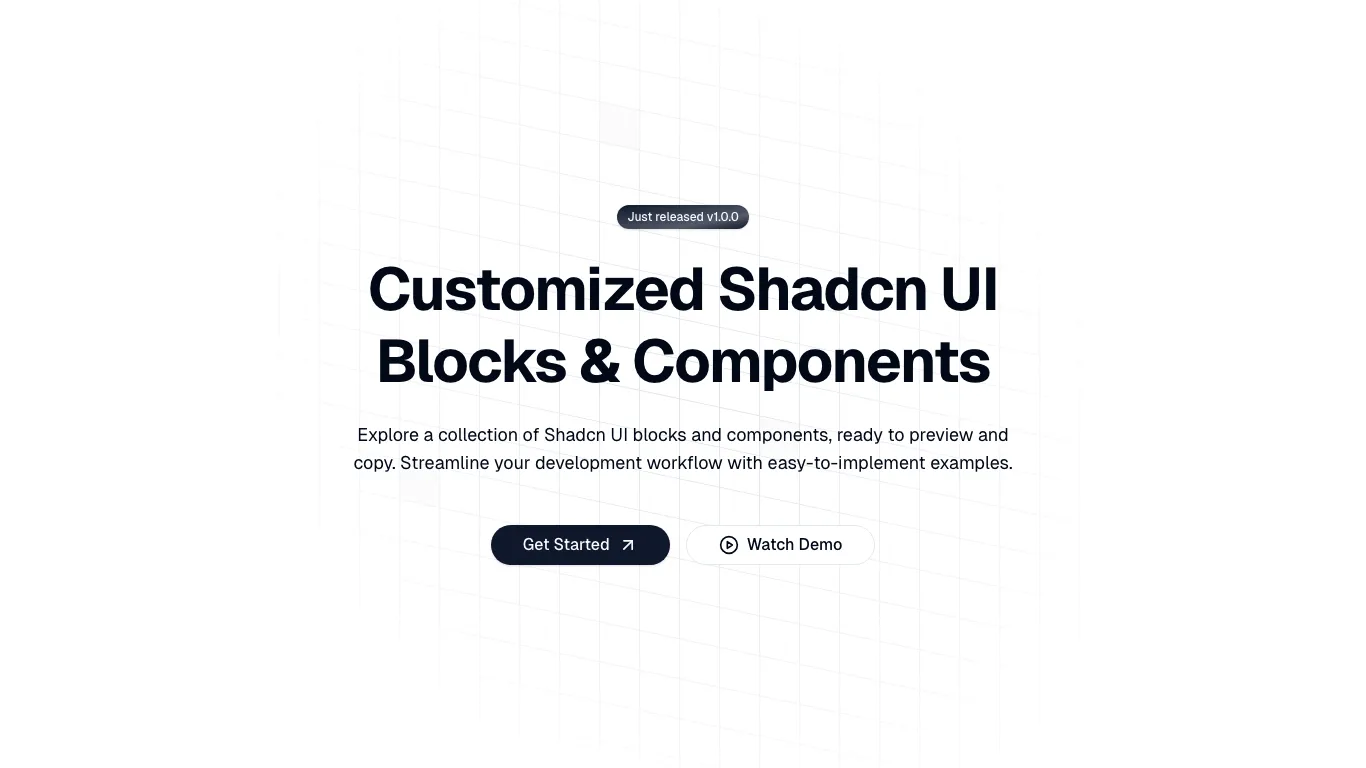 Just released v1.0.0
Customized Shadcn UI
Blocks & Components
Explore a collection of Shadcn UI blocks and components, ready to preview and
copy. Streamline your development workflow with easy-to-implement examples.
Get Started
Watch Demo